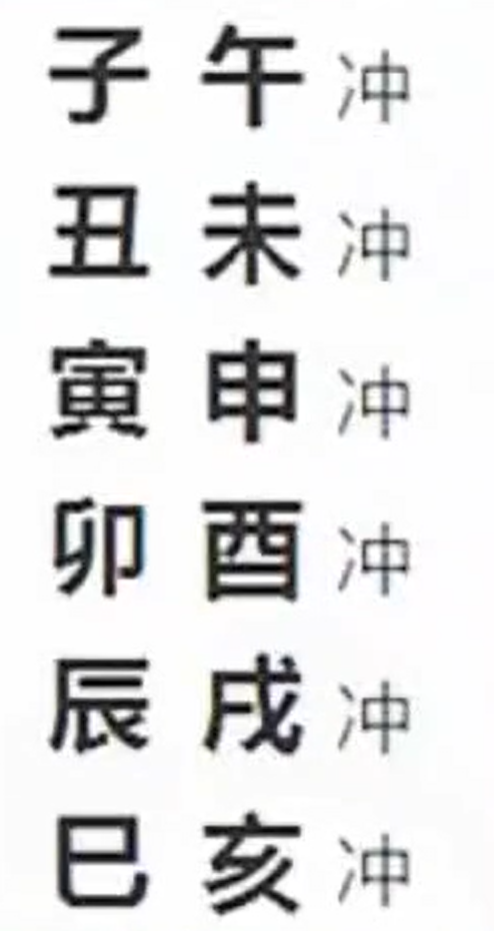 子 午 冲
丑 未 冲
寅 申 冲
卯 酉 冲
辰 戌 冲
巳 亥 冲